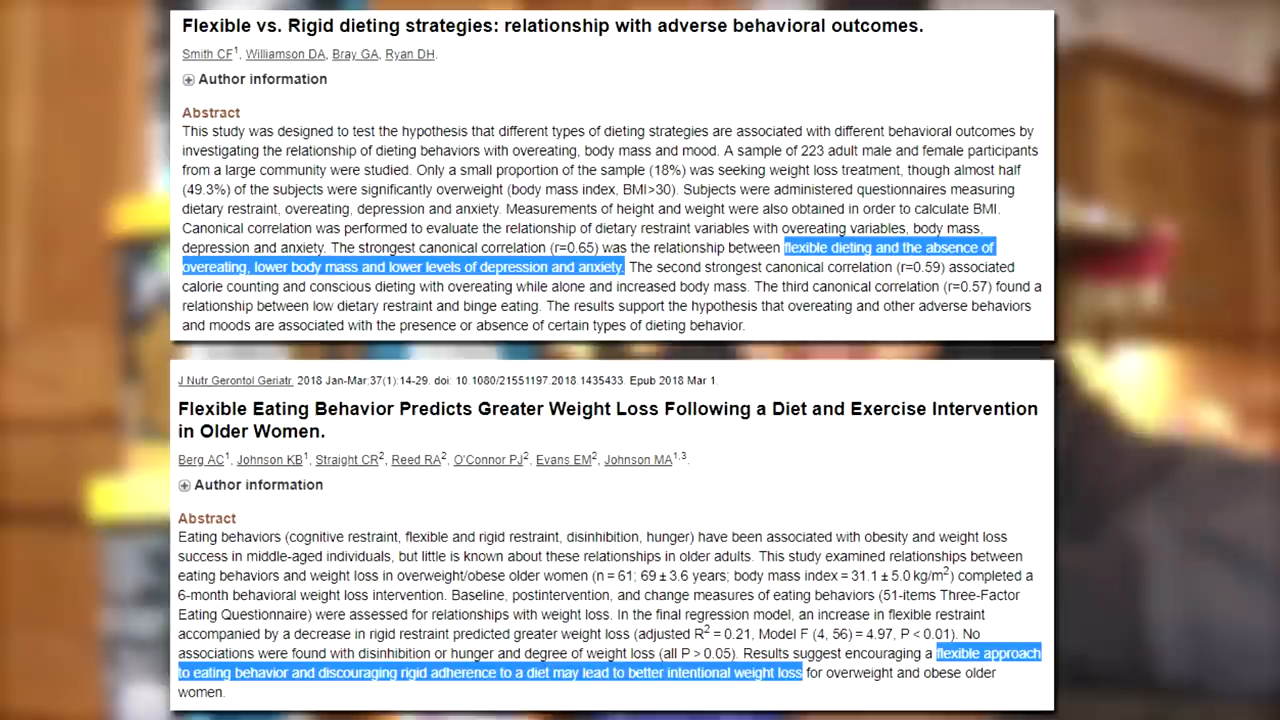 Flexible vs. Rigid dieting strategies: relationship with adverse behavioral outcomes.
Smith CF1, Williamson DA, Bray GA, Ryan DH.
Author information
Abstract
This study was designed to test the hypothesis that different types of dieting strategies are associated with different behavioral outcomes by
investigating the relationship of dieting behaviors with overeating, body mass and mood. A sample of 223 adult male and female participants
from a large community were studied. Only a small proportion of the sample (18%) was seeking weight loss treatment, though almost half
(49.3%) of the subjects were significantly overweight (body mass index, BMI>30). Subjects were administered questionnaires measuring
dietary restraint, overeating, depression and anxiety. Measurements of height and weight were also obtained in order to calculate BMI.
Canonical correlation was performed to evaluate the relationship of dietary restraint variables with overeating variables, body mass,
depression and anxiety. The strongest canonical correlation (r=0.65) was the relationship between flexible dieting and the absence of
overeating, lower body mass and lower levels of depression and anxiety. The second strongest canonical correlation (r=0.59) associated
calorie counting and conscious dieting with overeating while alone and increased body mass. The third canonical correlation (r=0.57) found a
relationship between low dietary restraint and binge eating. The results support the hypothesis that overeating and other adverse behaviors
and moods are associated with the presence or absence of certain types of dieting behavior.
J Nutr Gerontol Geriatr. 2018 Jan-Mar;37(1):14-29. doi: 10.1080/21551197.2018.1435433. Epub 2018 Mar 1.
Flexible Eating Behavior Predicts Greater Weight Loss Following a Diet and Exercise Intervention
in Older Women.
Berg AC1, Johnson KB1, Straight CR2, Reed RA2, O'Connor PJ2, Evans EM2, Johnson MA1,3.
Author information
Abstract
Eating behaviors (cognitive restraint, flexible and rigid restraint, disinhibition, hunger) have been associated with obesity and weight loss
success in middle-aged individuals, but little is known about these relationships in older adults. This study examined relationships between
eating behaviors and weight loss in overweight/obese older women (n = 61; 69 ± 3.6 years; body mass index = 31.1 ± 5.0 kg/m2) completed a
6-month behavioral weight loss intervention. Baseline, postintervention, and change measures of eating behaviors (51-items Three-Factor
Eating Questionnaire) were assessed for relationships with weight loss. In the final regression model, an increase in flexible restraint
accompanied by a decrease in rigid restraint predicted greater weight loss (adjusted R2 = 0.21, Model F (4, 56) = 4.97, P < 0.01). No
associations were found with disinhibition or hunger and degree of weight loss (all P > 0.05). Results suggest encouraging a flexible approach
to eating behavior and discouraging rigid adherence to a diet may lead to better intentional weight loss for overweight and obese older
women.